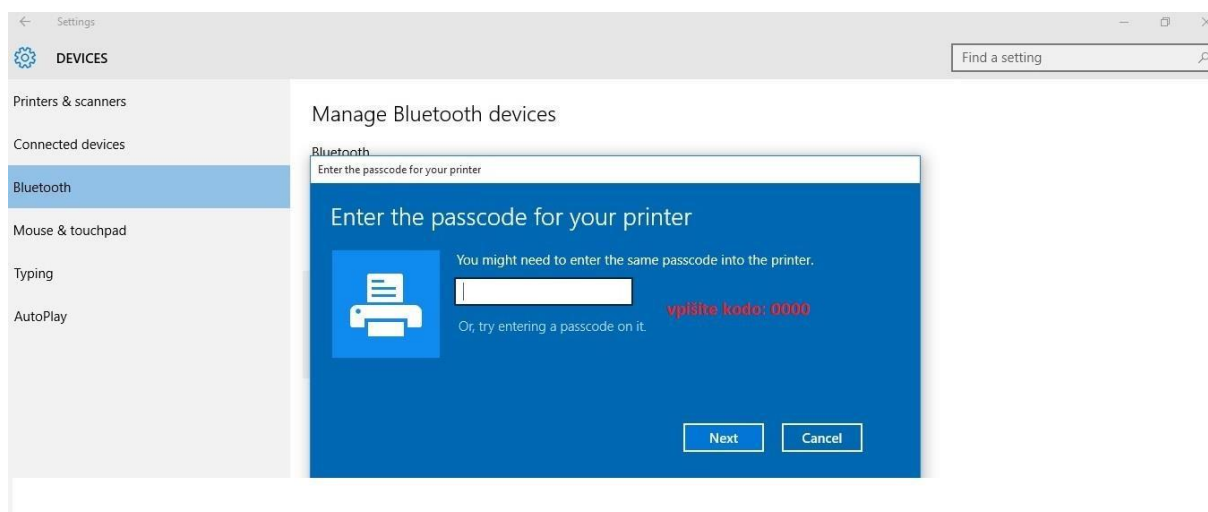 Settings
DEVICES
Find a setting
Printers & scanners
Connected devices
Bluetooth
Mouse & touchpad
Typing
AutoPlay
Manage Bluetooth devices
Bluetooth
Enter the passcode for your printer
Enter the passcode for your printer
You might need to enter the same passcode into the printer.
vpišite kodo: 0000
Or, try entering a passcode on it.
Next
Cancel